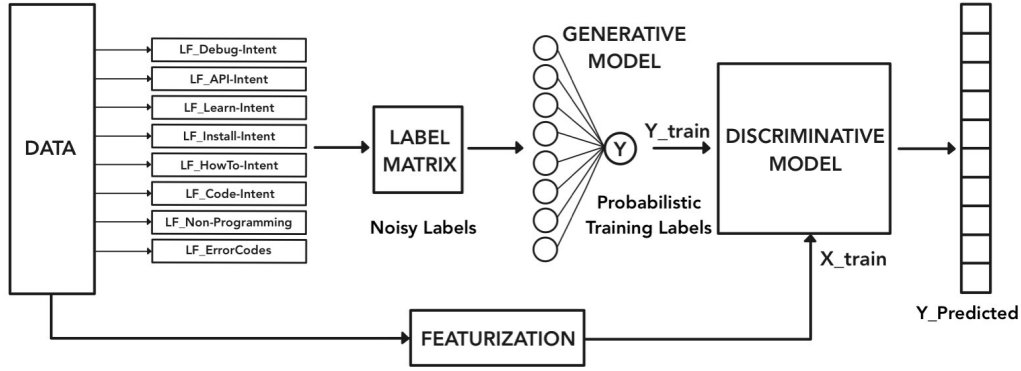 DATA
LF_Debug-Intent
LF_API-Intent
LF_Learn-Intent
LF_Install-Intent
LF_HowTo-Intent
LF_Code-Intent
LF_Non-Programming
LF_ErrorCodes
LABEL
MATRIX
Noisy Labels
GENERATIVE
MODEL
Y
Y_train
Probabilistic
Training Labels
DISCRIMINATIVE
MODEL
X_train
FEATURIZATION
Y_Predicted